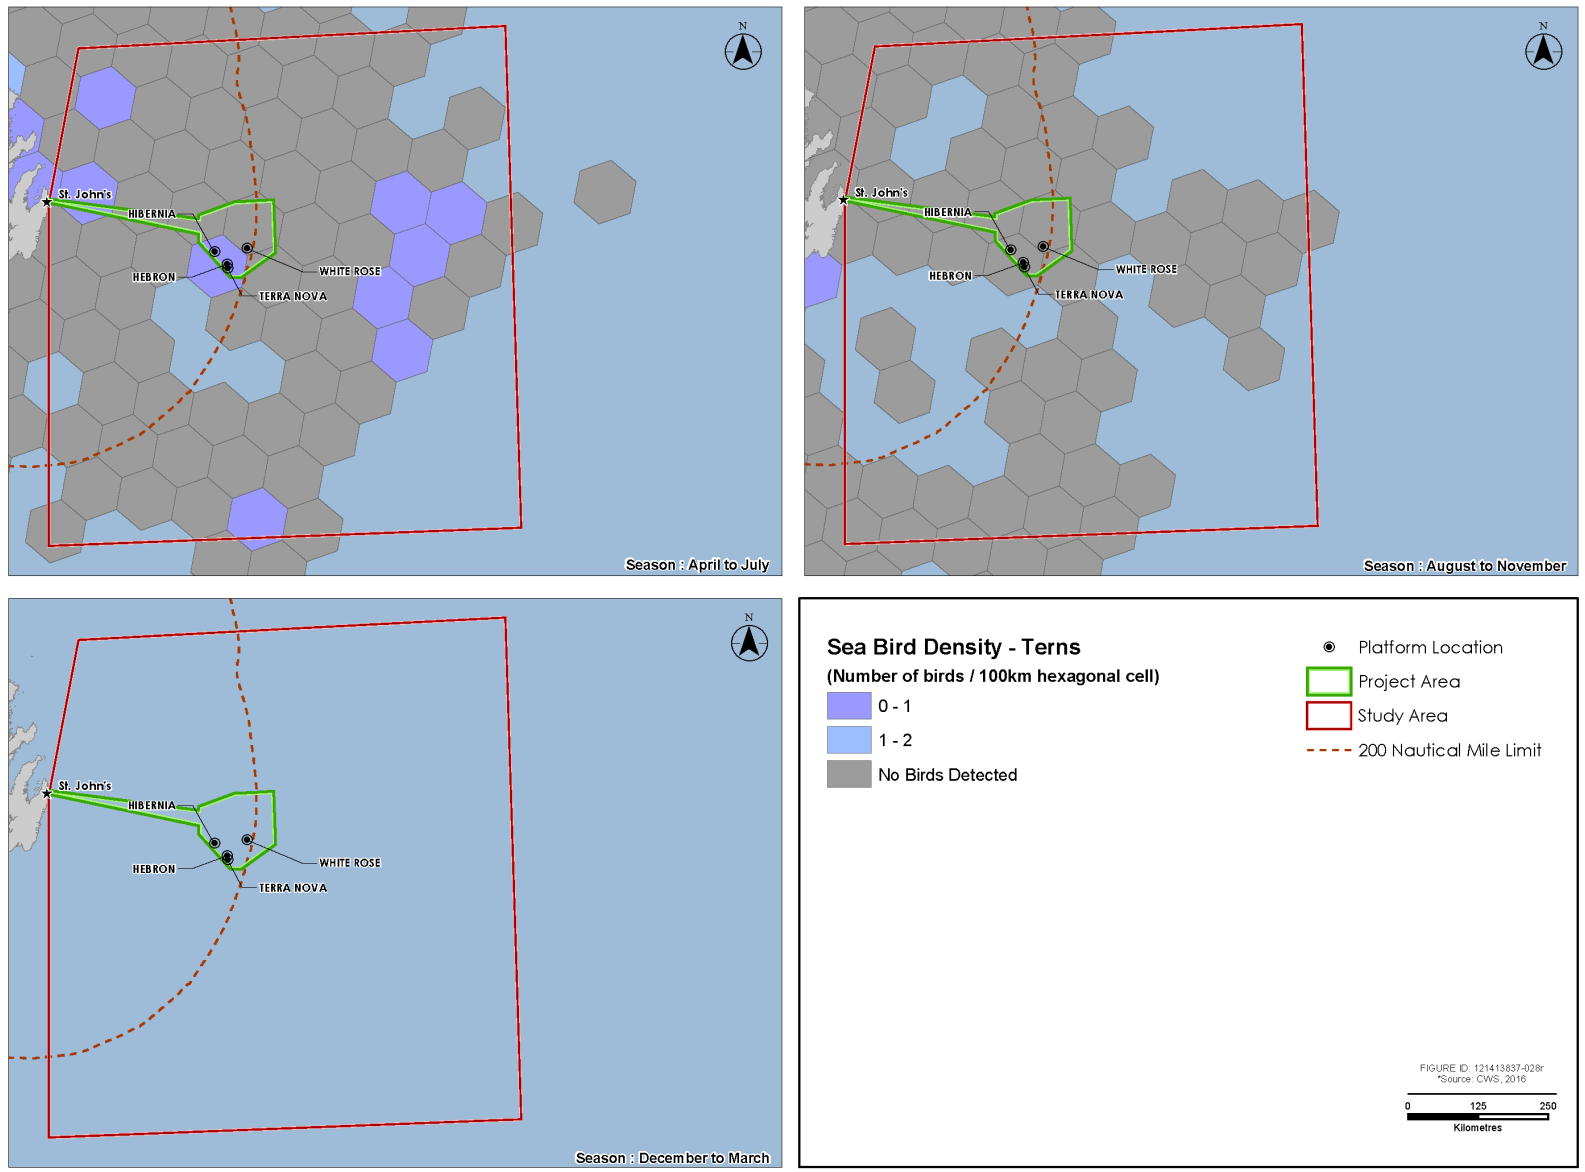 N
St. John's
HIBERNIA
HEBRON
WHITE ROSE
TERRA NOVA
Season : April to July
N
St. John's
HIBERNIA
HEBRON
WHITE ROSE
TERRA NOVA
Season : August to November
N
St. John's
HIBERNIA
HEBRON
WHITE ROSE
TERRA NOVA
Season : December to March
Sea Bird Density - Terns
(Number of birds / 100km hexagonal cell)
0 - 1
1 - 2
No Birds Detected
Platform Location
Project Area
Study Area
200 Nautical Mile Limit
FIGURE ID: 121413837-028r
*Source: CWS, 2016
0 125 250
Kilometres